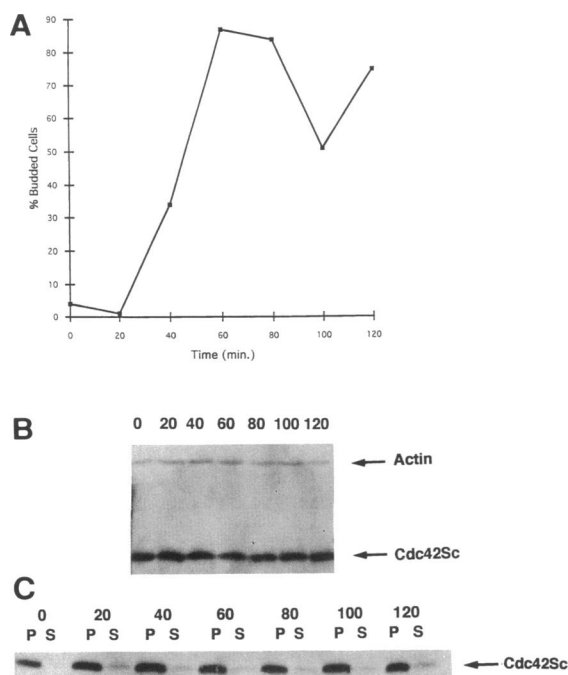 A
% Budded Cells
90
80
70
60
50
40
30
20
10
0
0 20 40 60 80 100 120
Time (min.)
B
0 20 40 60 80 100 120
Actin
Cdc42Sc
C
0 20 40 60 80 100 120
P S P S P S P S P S P S P S
Cdc42Sc